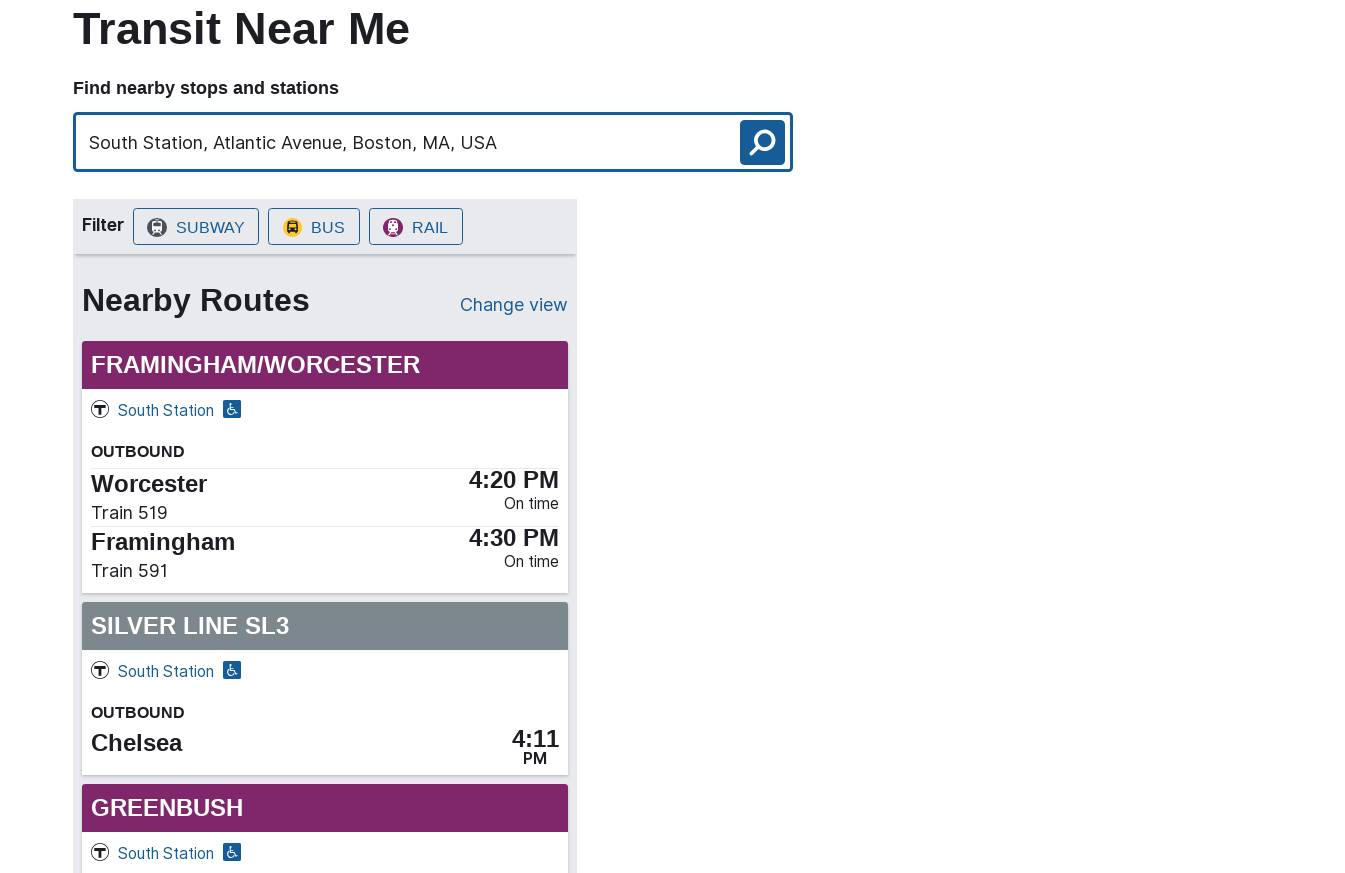 Transit Near Me
Find nearby stops and stations
South Station, Atlantic Avenue, Boston, MA, USA
Filter SUBWAY BUS RAIL
Nearby Routes Change view
FRAMINGHAM/WORCESTER
T South Station
OUTBOUND
Worcester 4:20 PM
Train 519 On time
Framingham 4:30 PM
Train 591 On time
SILVER LINE SL3
T South Station
OUTBOUND
Chelsea 4:11
PM
GREENBUSH
T South Station